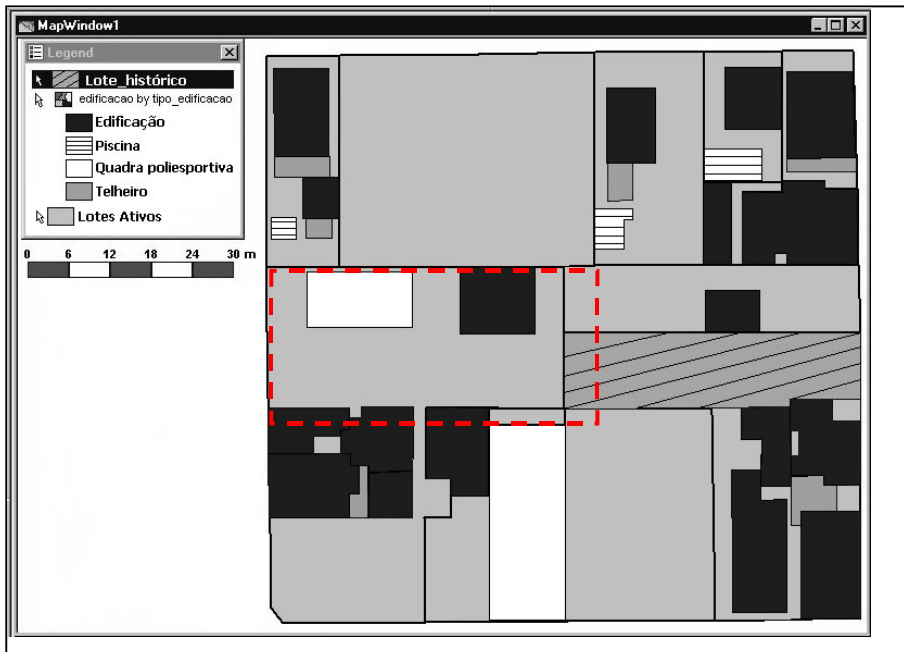 MapWindow1
Legend
Lote_histórico
edificacao by tipo_edificacao
Edificação
Piscina
Quadra poliesportiva
Telheiro
Lotes Ativos
0 6 12 18 24 30 m